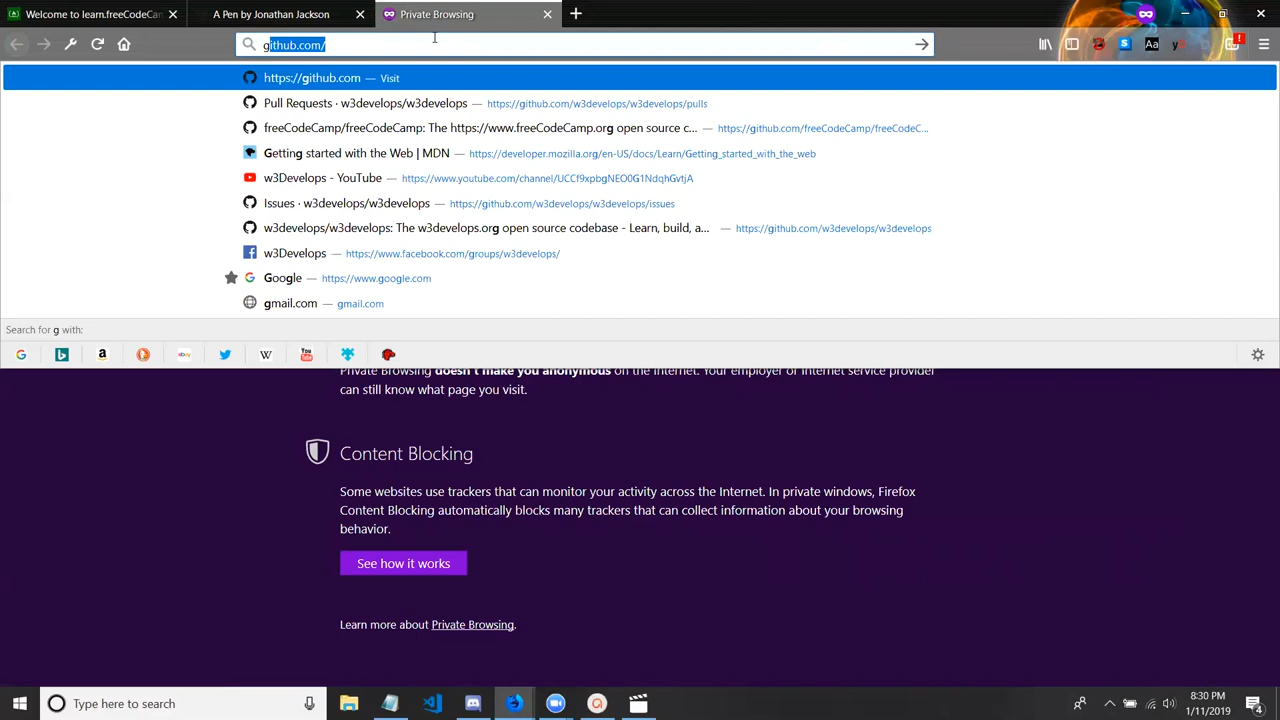 Welcome to learn.freeCodeCam
A Pen by Jonathan Jackson
Private Browsing
github.com/
https://github.com — Visit
Pull Requests · w3develops/w3develops — https://github.com/w3develops/w3develops/pulls
freeCodeCamp/freeCodeCamp: The https://www.freeCodeCamp.org open source c... — https://github.com/freeCodeCamp/freeCodeC...
Getting started with the Web | MDN — https://developer.mozilla.org/en-US/docs/Learn/Getting_started_with_the_web
w3Develops - YouTube — https://www.youtube.com/channel/UCCf9xpbgNEO0G1NdqhGvtjA
Issues · w3develops/w3develops — https://github.com/w3develops/w3develops/issues
w3develops/w3develops: The w3develops.org open source codebase - Learn, build, a... — https://github.com/w3develops/w3develops
w3Develops — https://www.facebook.com/groups/w3develops/
Google — https://www.google.com
gmail.com — gmail.com
Search for g with:
Private Browsing doesn't make you anonymous on the Internet. Your employer or Internet service provider
can still know what page you visit.
Content Blocking
Some websites use trackers that can monitor your activity across the Internet. In private windows, Firefox
Content Blocking automatically blocks many trackers that can collect information about your browsing
behavior.
See how it works
Learn more about Private Browsing.
Type here to search
8:30 PM
1/11/2019